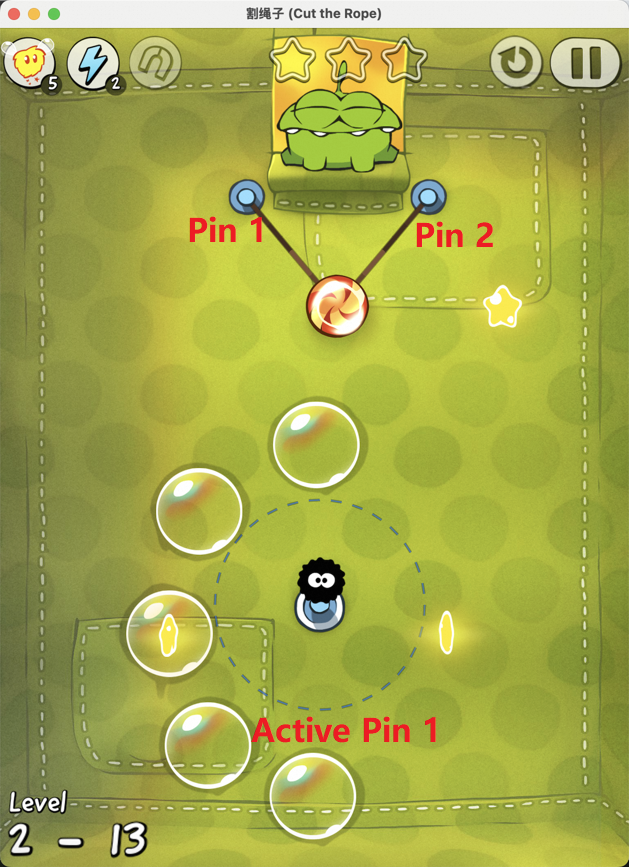 割绳子 (Cut the Rope)
5
2
Pin 1
Pin 2
Active Pin 1
Level
2 - 13